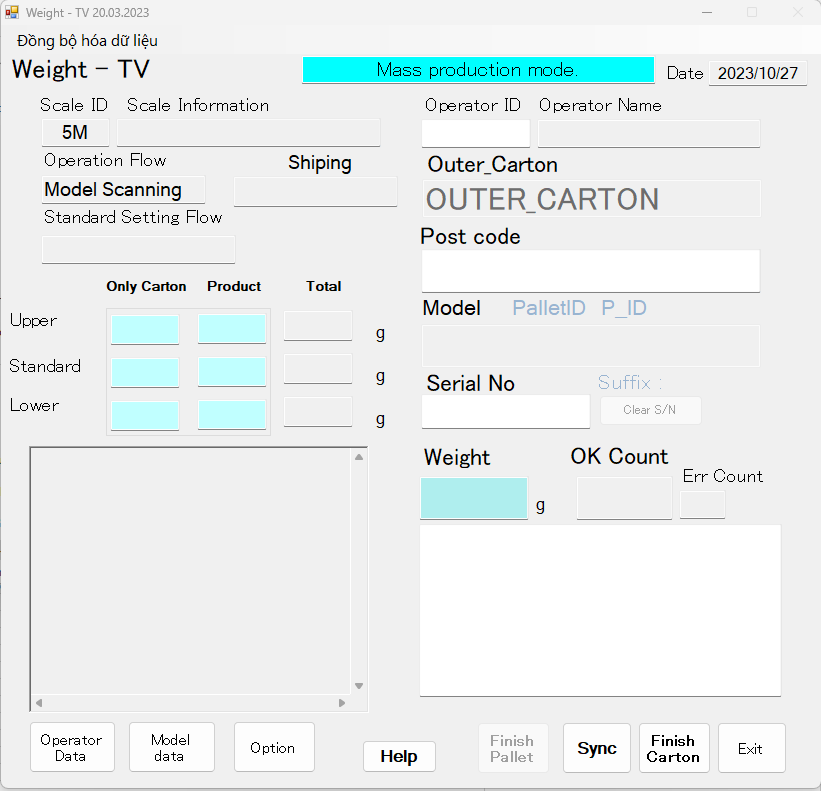 Weight - TV 20.03.2023
Đồng bộ hóa dữ liệu
Weight - TV
Mass production mode.
Date 2023/10/27
Scale ID Scale Information
5M
Operator ID Operator Name
Operation Flow
Shiping
Model Scanning
Standard Setting Flow
Outer_Carton
OUTER_CARTON
Post code
Only Carton Product Total
Upper g
Standard g
Lower g
Model PalletID P_ID
Serial No Suffix :
Clear S/N
Weight OK Count
Err Count
g
Operator Data
Model data
Option
Help
Finish Pallet
Sync
Finish Carton
Exit